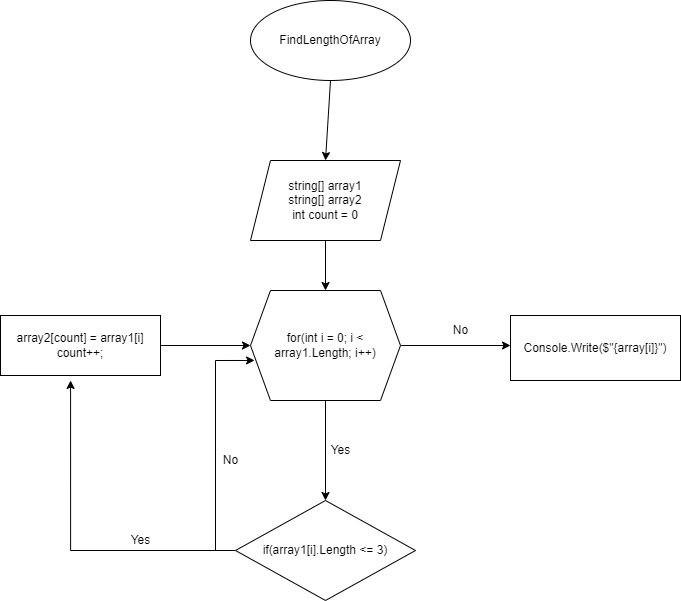 FindLengthOfArray
string[] array1
string[] array2
int count = 0
array2[count] = array1[i]
count++;
for(int i = 0; i <
array1.Length; i++)
No
Console.Write($"{array[i]}")
Yes
No
Yes
if(array1[i].Length <= 3)